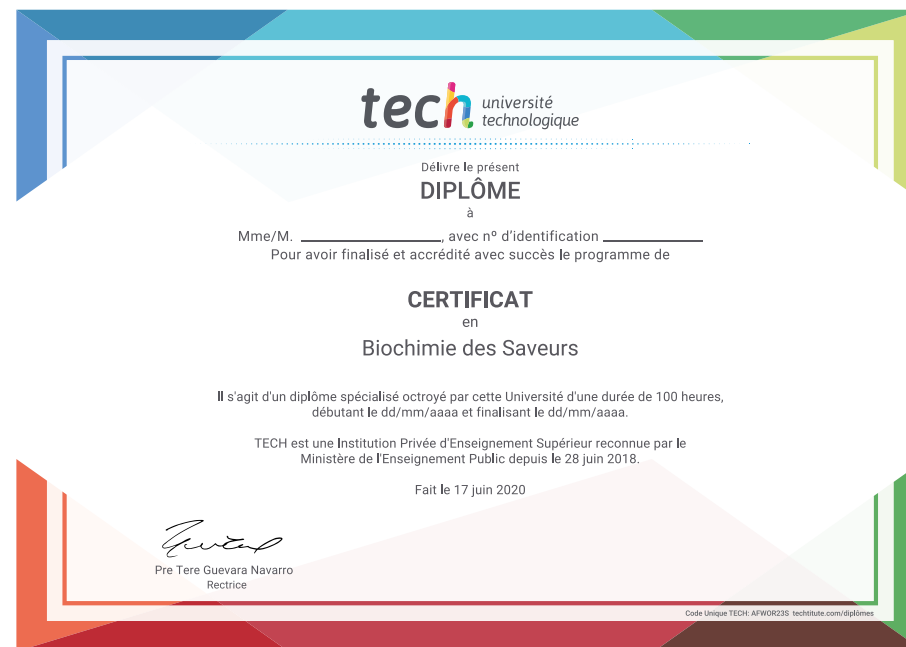 tech université
technologique
Délivre le présent
DIPLÔME
à
Mme/M. ____________________, avec nº d'identification ______________
Pour avoir finalisé et accrédité avec succès le programme de
CERTIFICAT
en
Biochimie des Saveurs
Il s'agit d'un diplôme spécialisé octroyé par cette Université d'une durée de 100 heures,
débutant le dd/mm/aaaa et finalisant le dd/mm/aaaa.
TECH est une Institution Privée d'Enseignement Supérieur reconnue par le
Ministère de l'Enseignement Public depuis le 28 juin 2018.
Fait le 17 juin 2020
Pre Tere Guevara Navarro
Rectrice
Code Unique TECH: AFWOR23S techtitute.com/diplômes